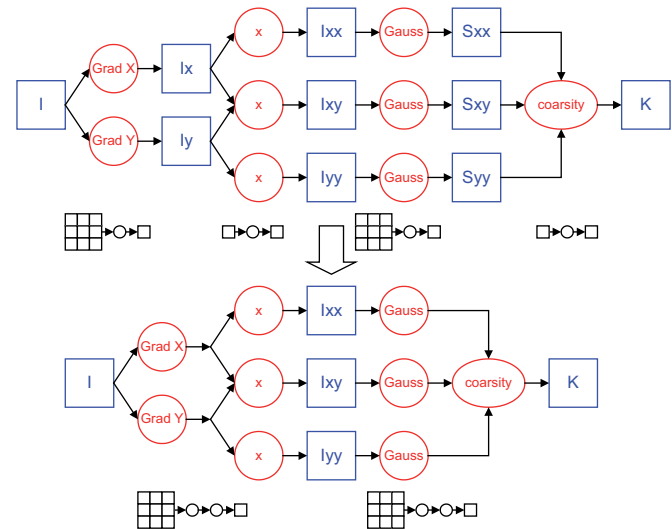 x
Ixx
Gauss
Sxx
Grad X
Ix
I
x
Ixy
Gauss
Sxy
coarsity
K
Grad Y
Iy
x
Iyy
Gauss
Syy
x
Ixx
Gauss
Grad X
I
x
Ixy
Gauss
coarsity
K
Grad Y
x
Iyy
Gauss